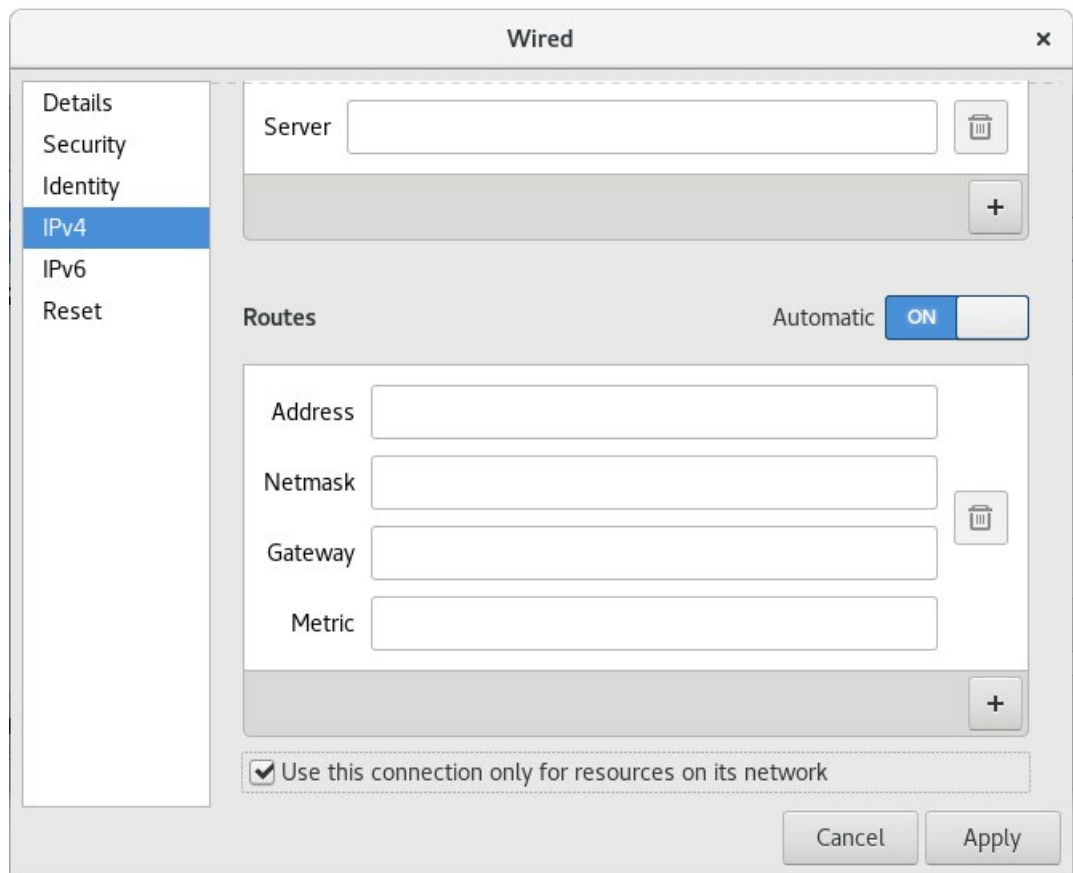 Wired
Details
Security
Identity
IPv4
IPv6
Reset
Server
+
Routes
Automatic ON
Address
Netmask
Gateway
Metric
+
Use this connection only for resources on its network
Cancel
Apply